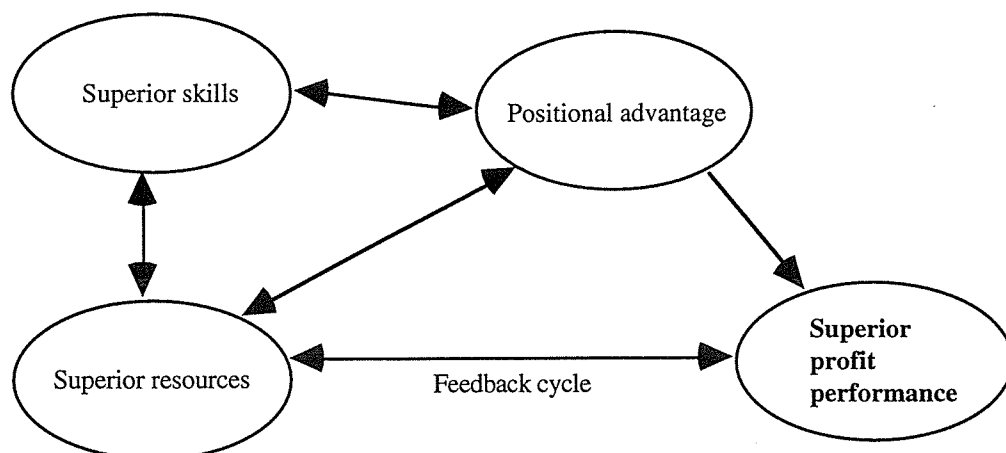 Superior skills
Positional advantage
Superior resources
Feedback cycle
Superior
profit
performance